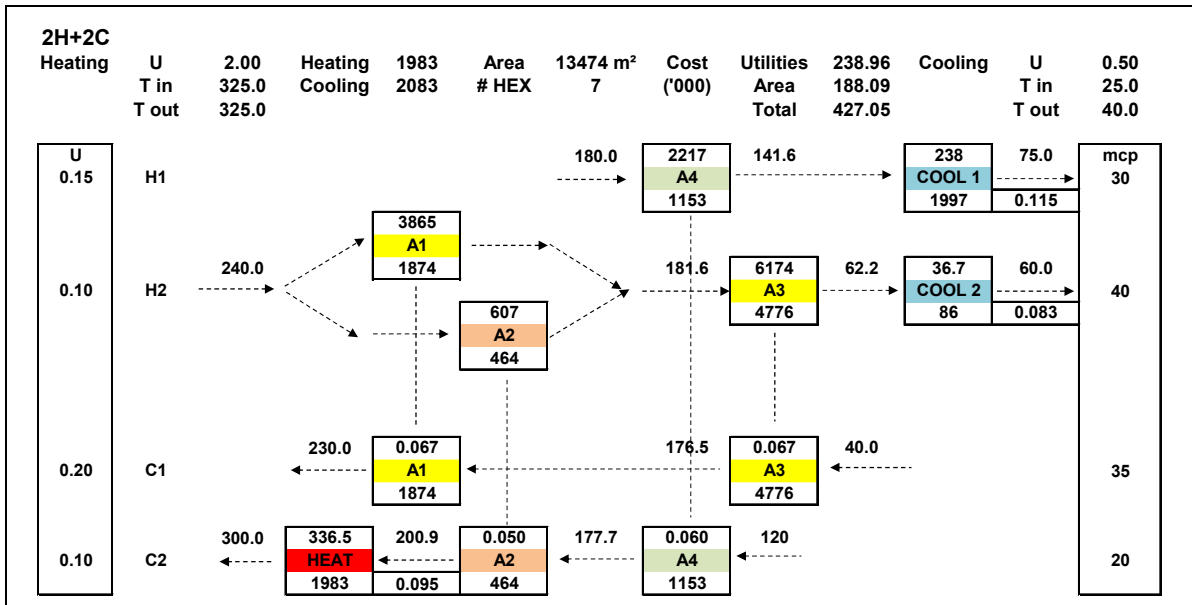 2H+2C
Heating U 2.00 Heating 1983 Area 13474 m² Cost Utilities 238.96 Cooling U 0.50
T in 325.0 Cooling 2083 # HEX 7 ('000) Area 188.09 T in 25.0
T out 325.0 Total 427.05 T out 40.0
U 180.0 2217 141.6 238 75.0 mcp
0.15 H1 A4 COOL 1 30
1153 1997 0.115
3865
A1
240.0 1874 181.6 6174 62.2 36.7 60.0
0.10 H2 A3 COOL 2 40
607 4776 86 0.083
A2
464
230.0 0.067 176.5 0.067 40.0
0.20 C1 A1 A3 35
1874 4776
300.0 336.5 200.9 0.050 177.7 0.060 120
0.10 C2 HEAT A2 A4 20
1983 0.095 464 1153